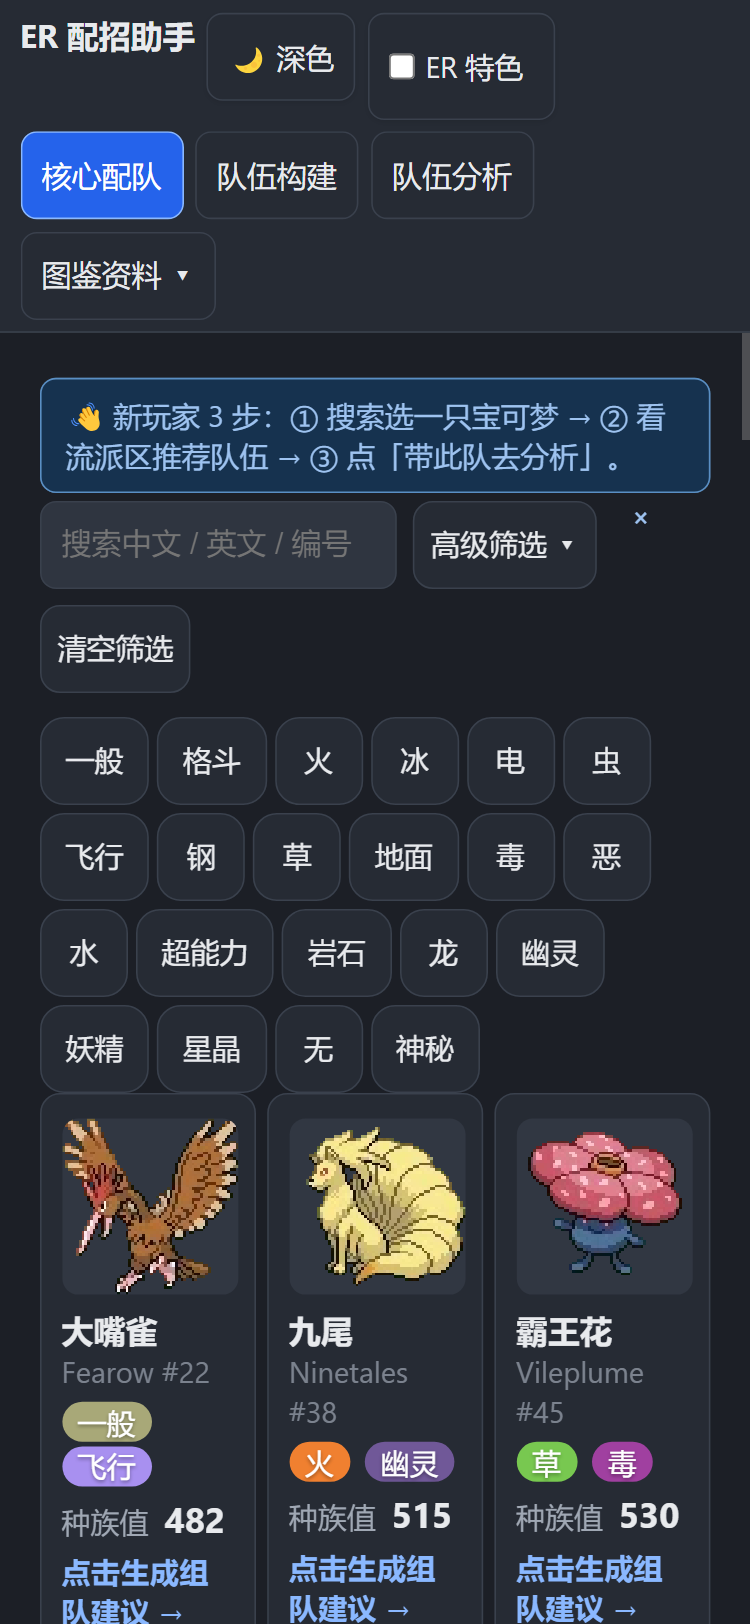 ER 配招助手
🌙 深色
ER 特色
核心配队
队伍构建
队伍分析
图鉴资料 ▼
👋 新玩家 3 步：① 搜索选一只宝可梦 → ② 看
流派区推荐队伍 → ③ 点「带此队去分析」。
搜索中文 / 英文 / 编号
高级筛选 ▼
×
清空筛选
一般 格斗 火 冰 电 虫
飞行 钢 草 地面 毒 恶
水 超能力 岩石 龙 幽灵
妖精 星晶 无 神秘
大嘴雀
Fearow #22
一般
飞行
种族值 482
点击生成组
队建议 →
九尾
Ninetales
#38
火 幽灵
种族值 515
点击生成组
队建议 →
霸王花
Vileplume
#45
草 毒
种族值 530
点击生成组
队建议 →